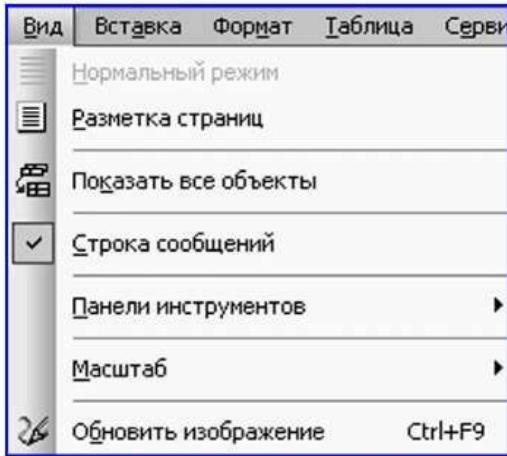 Вид Вставка Формат Таблица Серви
Нормальный режим
Разметка страниц
Показать все объекты
Строка сообщений
Панели инструментов
Масштаб
Обновить изображение Ctrl+F9